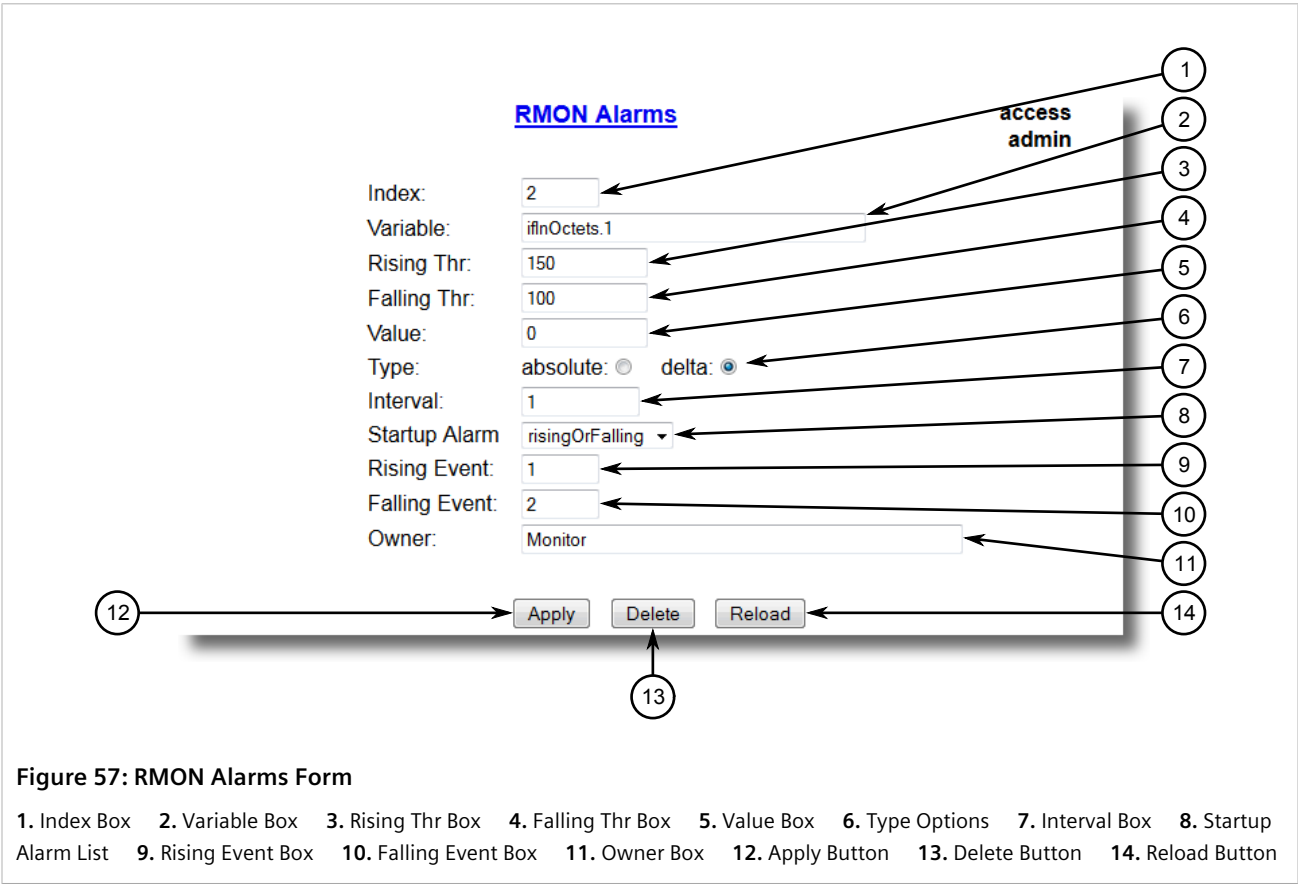 1
RMON Alarms
access
admin
2
3
Index: 2
4
Variable: ifInOctets.1
Rising Thr: 150
5
Falling Thr: 100
6
Value: 0
Type: absolute: delta:
7
Interval: 1
8
Startup Alarm risingOrFalling
9
Rising Event: 1
10
Falling Event: 2
11
Owner: Monitor
12
Apply Delete Reload
14
13
Figure 57: RMON Alarms Form
1. Index Box 2. Variable Box 3. Rising Thr Box 4. Falling Thr Box 5. Value Box 6. Type Options 7. Interval Box 8. Startup
Alarm List 9. Rising Event Box 10. Falling Event Box 11. Owner Box 12. Apply Button 13. Delete Button 14. Reload Button